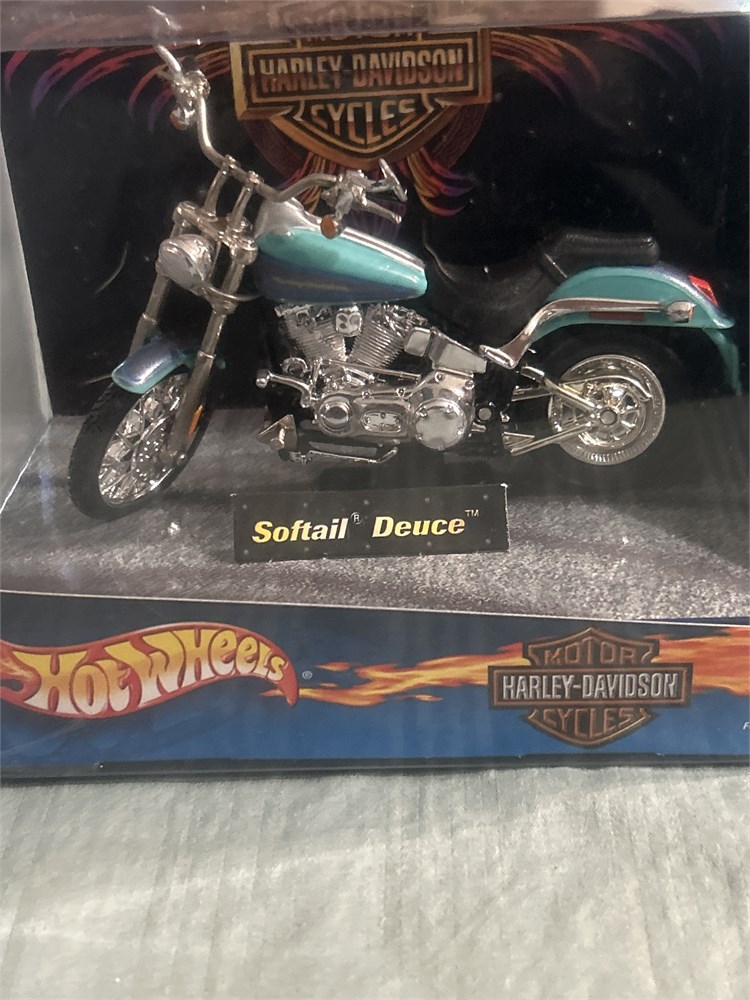 MOTOR
HARLEY-DAVIDSON
CYCLES
Softail® Deuce™
HOT WHEELS®
MOTOR
HARLEY-DAVIDSON
CYCLES